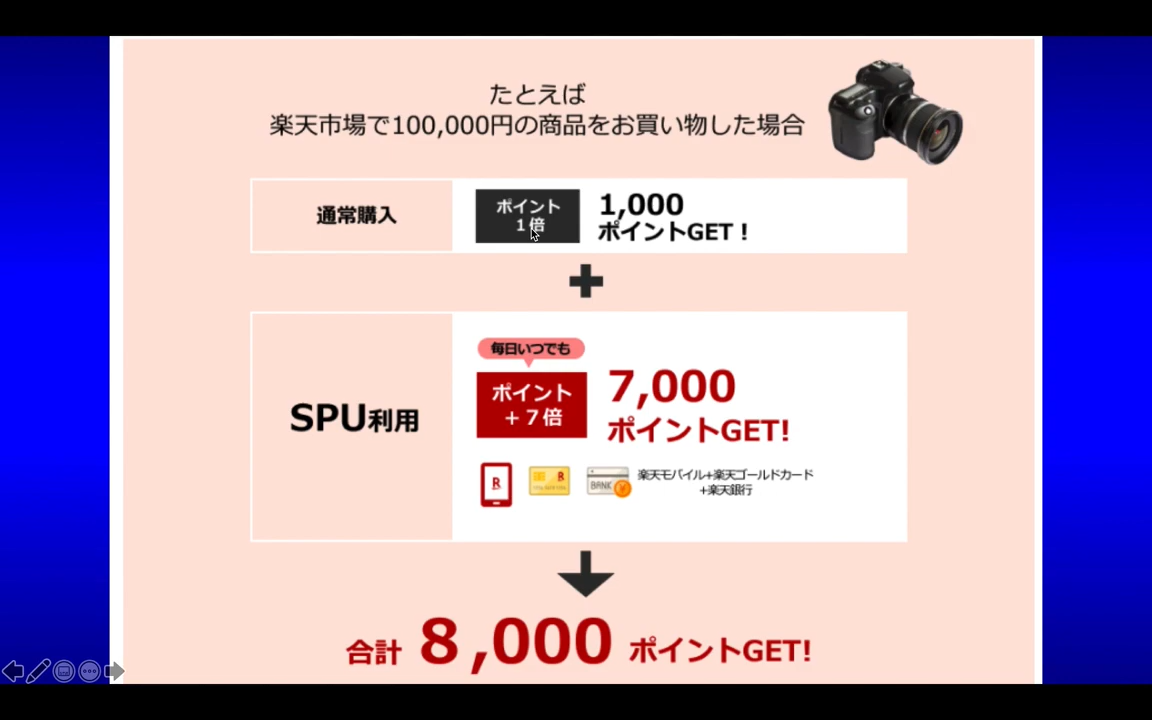 たとえば
楽天市場で100,000円の商品をお買い物した場合
通常購入
ポイント
1倍
1,000
ポイントGET！
毎日いつでも
SPU利用
ポイント
＋７倍
7,000
ポイントGET!
R
R
BANK
楽天モバイル+楽天ゴールドカード
+楽天銀行
合計 8,000 ポイントGET!